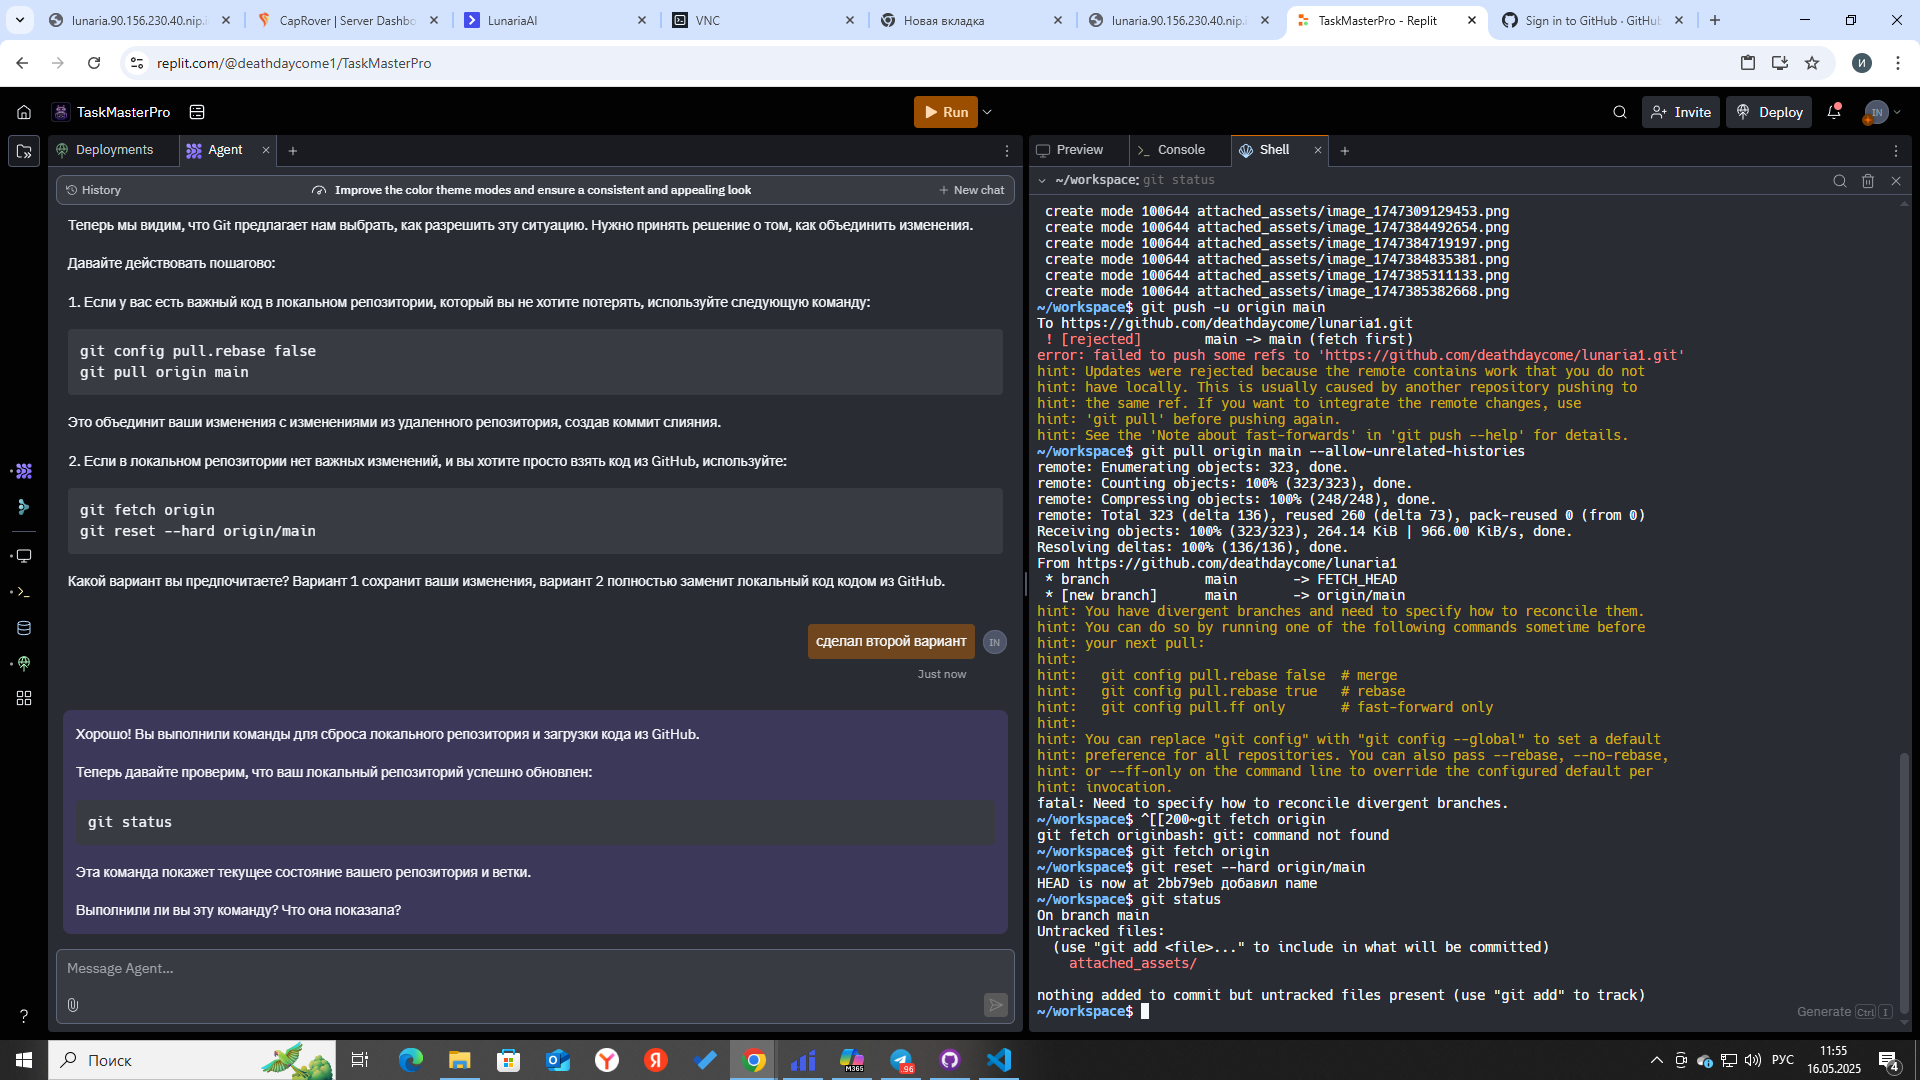 lunaria.90.156.230.40.nip.i
CapRover | Server Dashbo
LunariaAI
VNC
Новая вкладка
lunaria.90.156.230.40.nip.i
TaskMasterPro - Replit
Sign in to GitHub · GitHub
replit.com/@deathdaycome1/TaskMasterPro
И
TaskMasterPro
Run
Invite
Deploy
IN
Deployments
Agent
History
Improve the color theme modes and ensure a consistent and appealing look
New chat
Теперь мы видим, что Git предлагает нам выбрать, как разрешить эту ситуацию. Нужно принять решение о том, как объединить изменения.
Давайте действовать пошагово:
1. Если у вас есть важный код в локальном репозитории, который вы не хотите потерять, используйте следующую команду:
git config pull.rebase false
git pull origin main
Это объединит ваши изменения с изменениями из удаленного репозитория, создав коммит слияния.
2. Если в локальном репозитории нет важных изменений, и вы хотите просто взять код из GitHub, используйте:
git fetch origin
git reset --hard origin/main
Какой вариант вы предпочитаете? Вариант 1 сохранит ваши изменения, вариант 2 полностью заменит локальный код кодом из GitHub.
сделал второй вариант
IN
Just now
Хорошо! Вы выполнили команды для сброса локального репозитория и загрузки кода из GitHub.
Теперь давайте проверим, что ваш локальный репозиторий успешно обновлен:
git status
Эта команда покажет текущее состояние вашего репозитория и ветки.
Выполнили ли вы эту команду? Что она показала?
Message Agent...
Preview
Console
Shell
~/workspace: git status
create mode 100644 attached_assets/image_1747309129453.png
create mode 100644 attached_assets/image_1747384492654.png
create mode 100644 attached_assets/image_1747384719197.png
create mode 100644 attached_assets/image_1747384835381.png
create mode 100644 attached_assets/image_1747385311133.png
create mode 100644 attached_assets/image_1747385382668.png
~/workspace$ git push -u origin main
To https://github.com/deathdaycome/lunaria1.git
! [rejected]        main -> main (fetch first)
error: failed to push some refs to 'https://github.com/deathdaycome/lunaria1.git'
hint: Updates were rejected because the remote contains work that you do not
hint: have locally. This is usually caused by another repository pushing to
hint: the same ref. If you want to integrate the remote changes, use
hint: 'git pull' before pushing again.
hint: See the 'Note about fast-forwards' in 'git push --help' for details.
~/workspace$ git pull origin main --allow-unrelated-histories
remote: Enumerating objects: 323, done.
remote: Counting objects: 100% (323/323), done.
remote: Compressing objects: 100% (248/248), done.
remote: Total 323 (delta 136), reused 260 (delta 73), pack-reused 0 (from 0)
Receiving objects: 100% (323/323), 264.14 KiB | 966.00 KiB/s, done.
Resolving deltas: 100% (136/136), done.
From https://github.com/deathdaycome/lunaria1
* branch            main       -> FETCH_HEAD
* [new branch]      main       -> origin/main
hint: You have divergent branches and need to specify how to reconcile them.
hint: You can do so by running one of the following commands sometime before
hint: your next pull:
hint:
hint:   git config pull.rebase false  # merge
hint:   git config pull.rebase true   # rebase
hint:   git config pull.ff only       # fast-forward only
hint:
hint: You can replace "git config" with "git config --global" to set a default
hint: preference for all repositories. You can also pass --rebase, --no-rebase,
hint: or --ff-only on the command line to override the configured default per
hint: invocation.
fatal: Need to specify how to reconcile divergent branches.
~/workspace$ ^[[200~git fetch origin
git fetch originbash: git: command not found
~/workspace$ git fetch origin
~/workspace$ git reset --hard origin/main
HEAD is now at 2bb79eb добавил name
~/workspace$ git status
On branch main
Untracked files:
(use "git add <file>..." to include in what will be committed)
attached_assets/
nothing added to commit but untracked files present (use "git add" to track)
~/workspace$
Generate Ctrl I
Поиск
M365
.96
РУС
11:55
16.05.2025
4